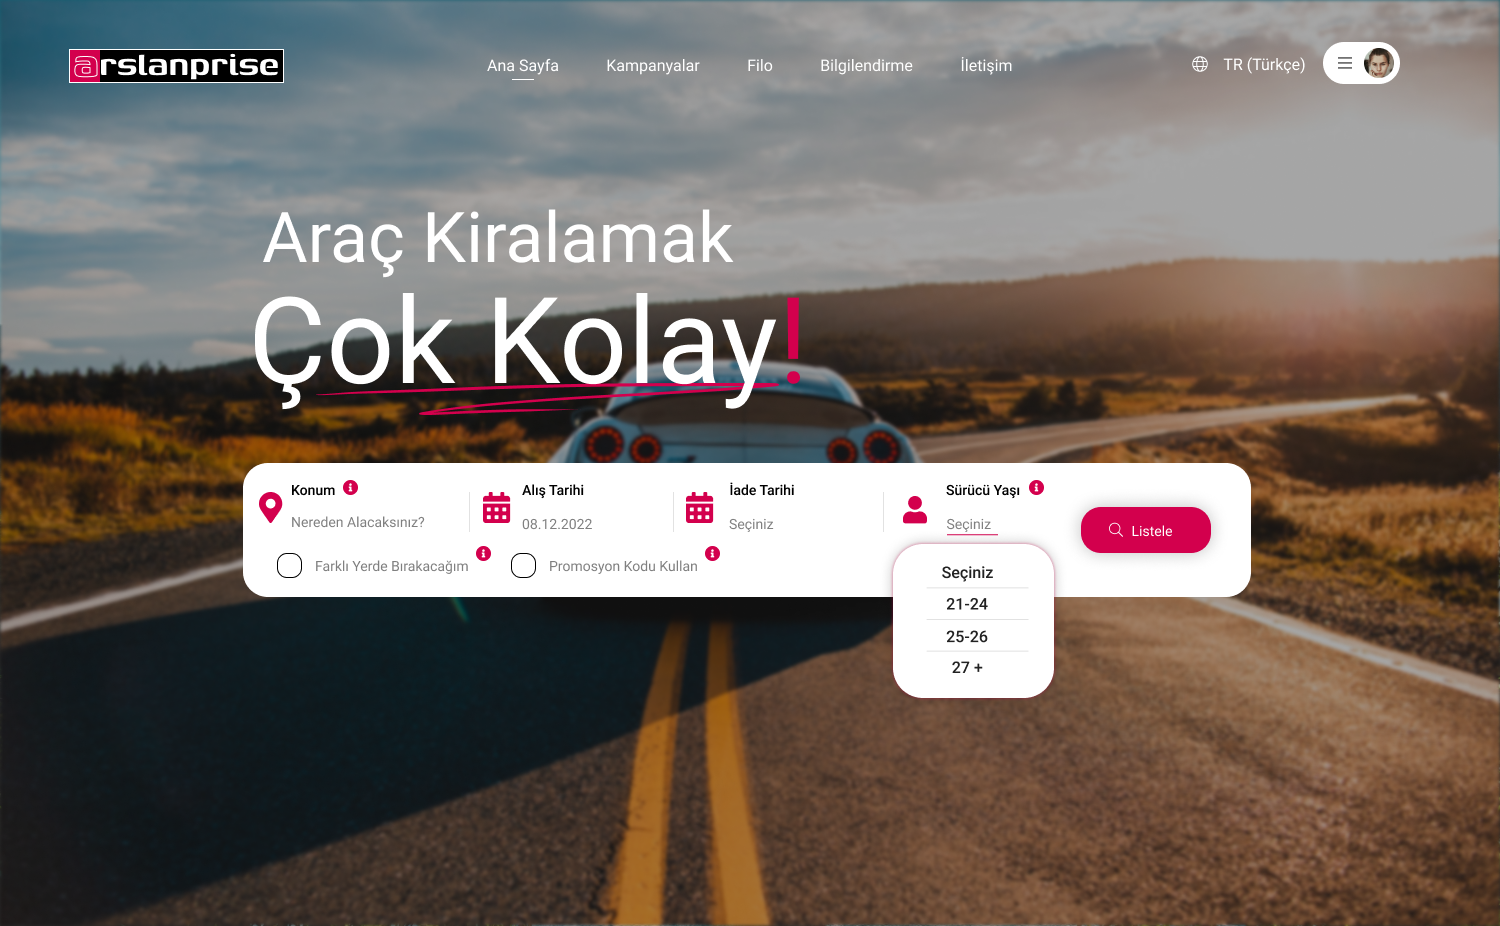 arslanprise
Ana Sayfa
Kampanyalar
Filo
Bilgilendirme
İletişim
TR (Türkçe)
Araç Kiralamak
Çok Kolay!
Konum
Nereden Alacaksınız?
Alış Tarihi
08.12.2022
İade Tarihi
Seçiniz
Sürücü Yaşı
Seçiniz
Listele
Farklı Yerde Bırakacağım
Promosyon Kodu Kullan
Seçiniz
21-24
25-26
27 +